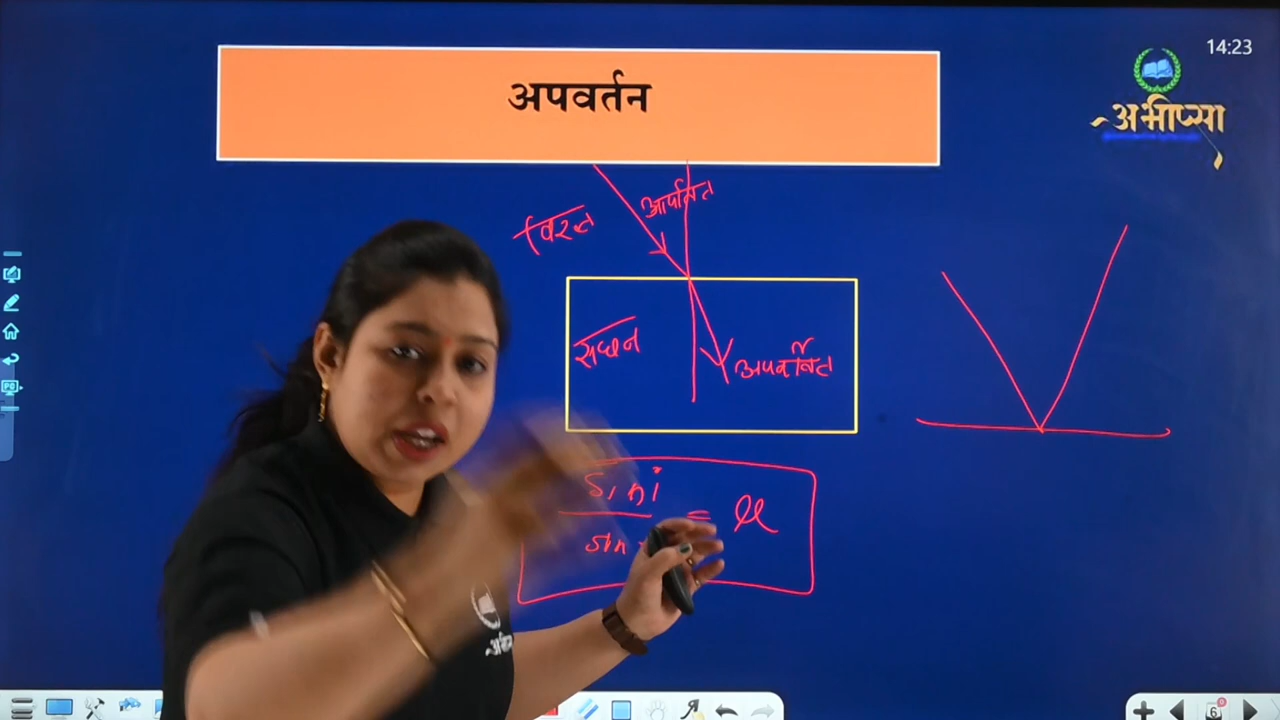 14:23
अपवर्तन
अभीप्सा
आपतित
विरल
सघन
अपवर्तित
sin i
= μ
sin